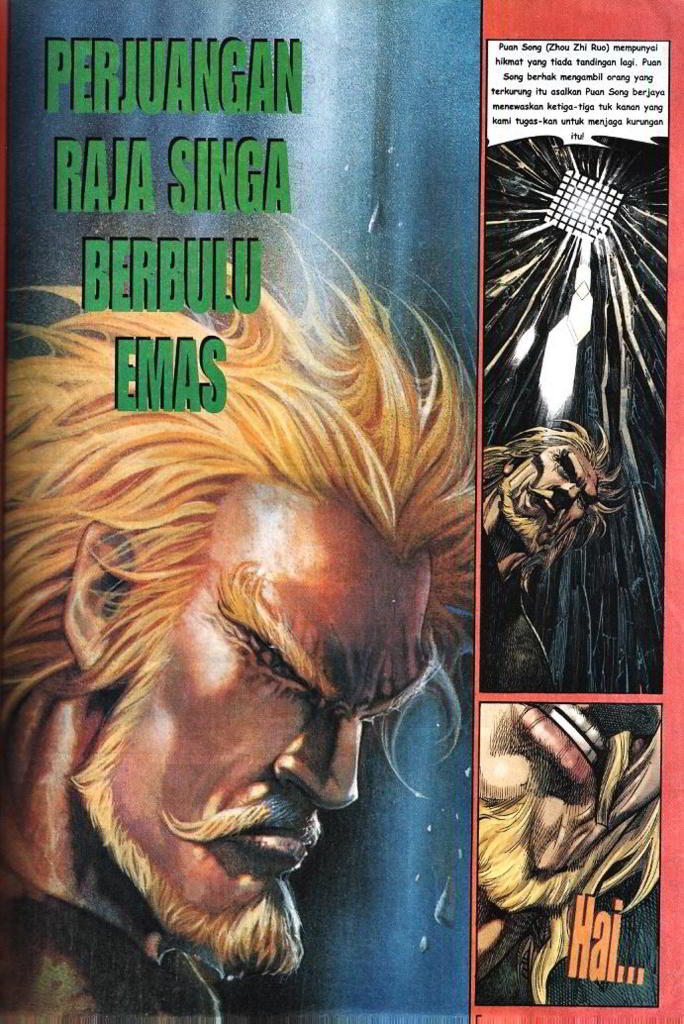 PERJUANGAN
RAJA SINGA
BERBULU
EMAS
Puan Song (Zhou Zhi Ruo) mempunyai
hikmat yang tiada tandingan lagi. Puan
Song berhak mengambil orang yang
terkurung itu asalkan Puan Song berjaya
menewaskan ketiga-tiga tuk kanan yang
kami tugas-kan untuk menjaga kurungan
itu!
Hai...